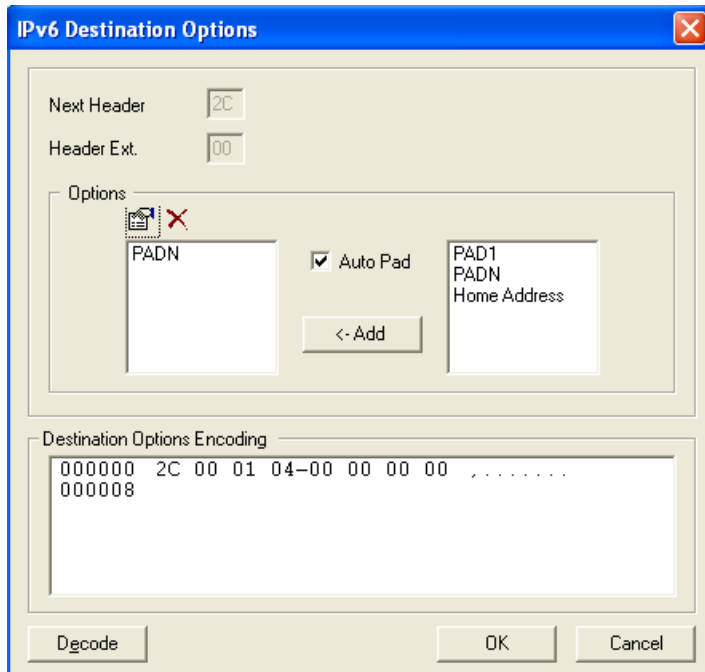 IPv6 Destination Options
Next Header 2C
Header Ext. 00
Options
PADN
Auto Pad
<- Add
PAD1
PADN
Home Address
Destination Options Encoding
000000 2C 00 01 04-00 00 00 00 ,.......
000008
Decode OK Cancel